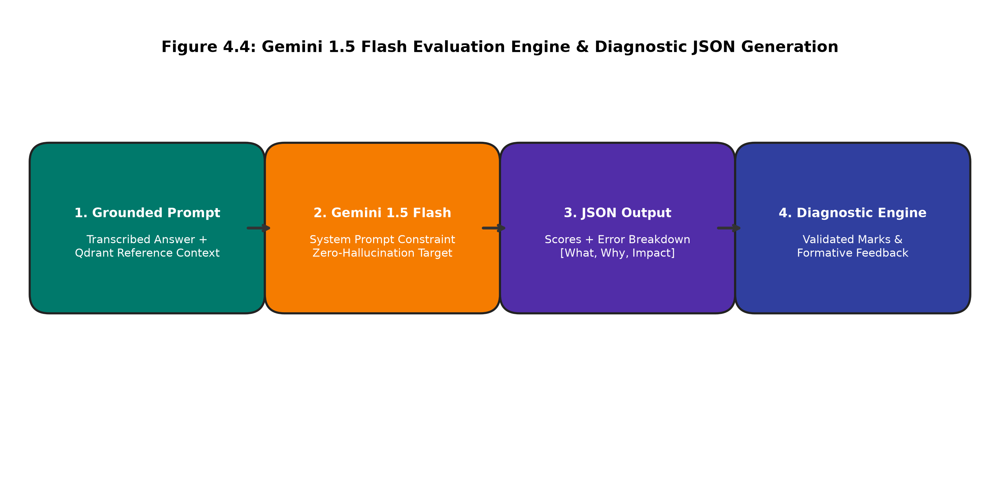 Figure 4.4: Gemini 1.5 Flash Evaluation Engine & Diagnostic JSON Generation
1. Grounded Prompt
Transcribed Answer +
Qdrant Reference Context
2. Gemini 1.5 Flash
System Prompt Constraint
Zero-Hallucination Target
3. JSON Output
Scores + Error Breakdown
[What, Why, Impact]
4. Diagnostic Engine
Validated Marks &
Formative Feedback